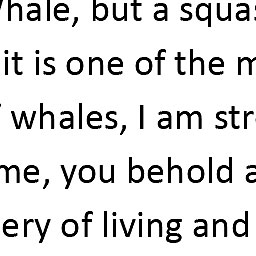 Whale, but a squas
it is one of the m
f whales, I am str
me, you behold a
ery of living and